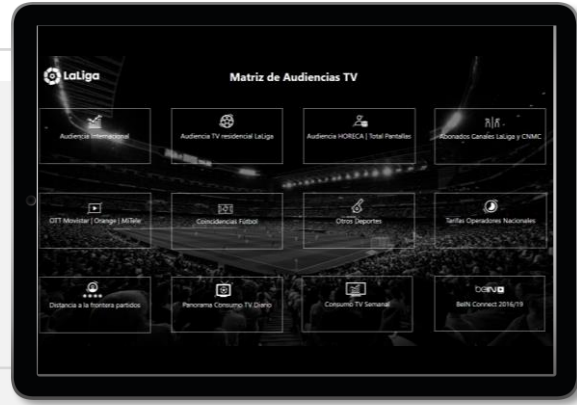 LaLiga
Matriz de Audiencias TV
Audiencia Internacional
Audiencia TV residencial LaLiga
Audiencia HORECA | Total Pantallas
Abonados Canales LaLiga y CNMC
OTT Movistar | Orange | MiTele
Coincidencias Fútbol
Otros Deportes
Tarifas Operadores Nacionales
Distancia a la frontera partidos
Panorama Consumo TV Diario
Consumo TV Semanal
beIN
BeIN Connect 2016/19